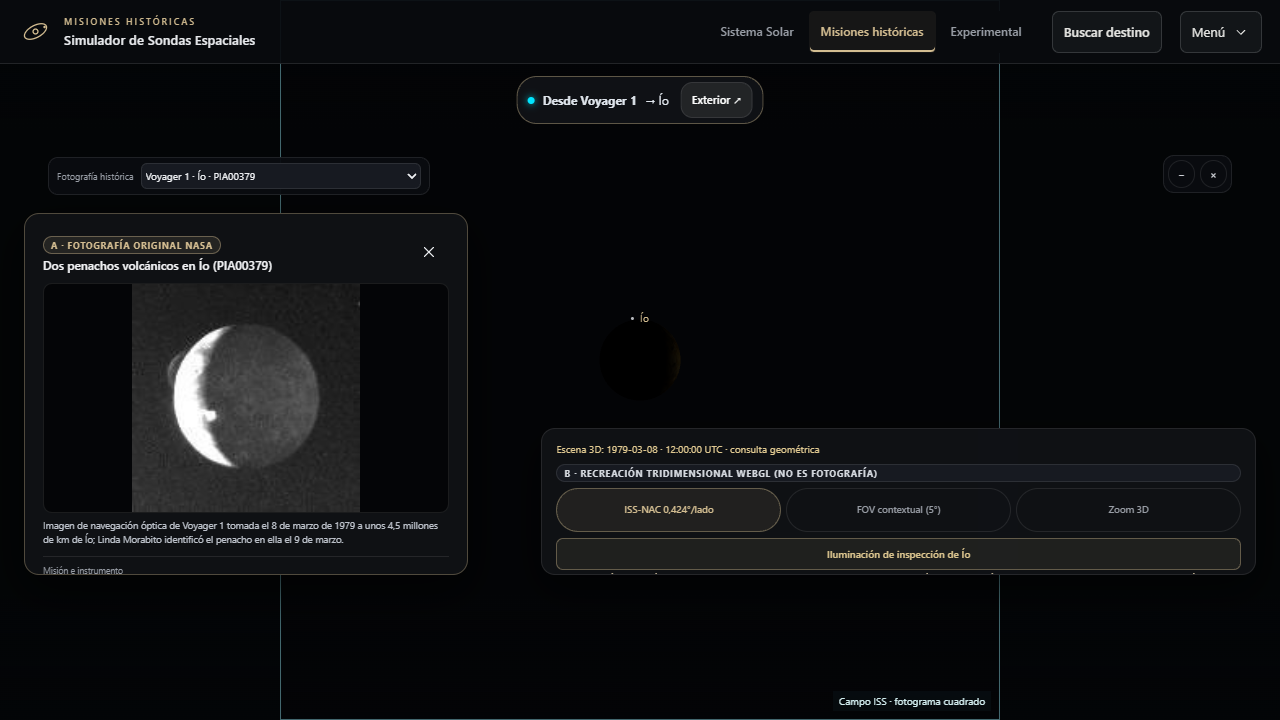 MISIONES HISTÓRICAS
Simulador de Sondas Espaciales
Sistema Solar
Misiones históricas
Experimental
Buscar destino
Menú
Desde Voyager 1 → Ío
Exterior ↗
Fotografía histórica
Voyager 1 · Ío · PIA00379
A · FOTOGRAFÍA ORIGINAL NASA
Dos penachos volcánicos en Ío (PIA00379)
Imagen de navegación óptica de Voyager 1 tomada el 8 de marzo de 1979 a unos 4,5 millones
de km de Ío; Linda Morabito identificó el penacho en ella el 9 de marzo.
Misión e instrumento
Ío
Escena 3D: 1979-03-08 · 12:00:00 UTC · consulta geométrica
B · RECREACIÓN TRIDIMENSIONAL WEBGL (NO ES FOTOGRAFÍA)
ISS-NAC 0,424°/lado
FOV contextual (5°)
Zoom 3D
Iluminación de inspección de Ío
Campo ISS · fotograma cuadrado